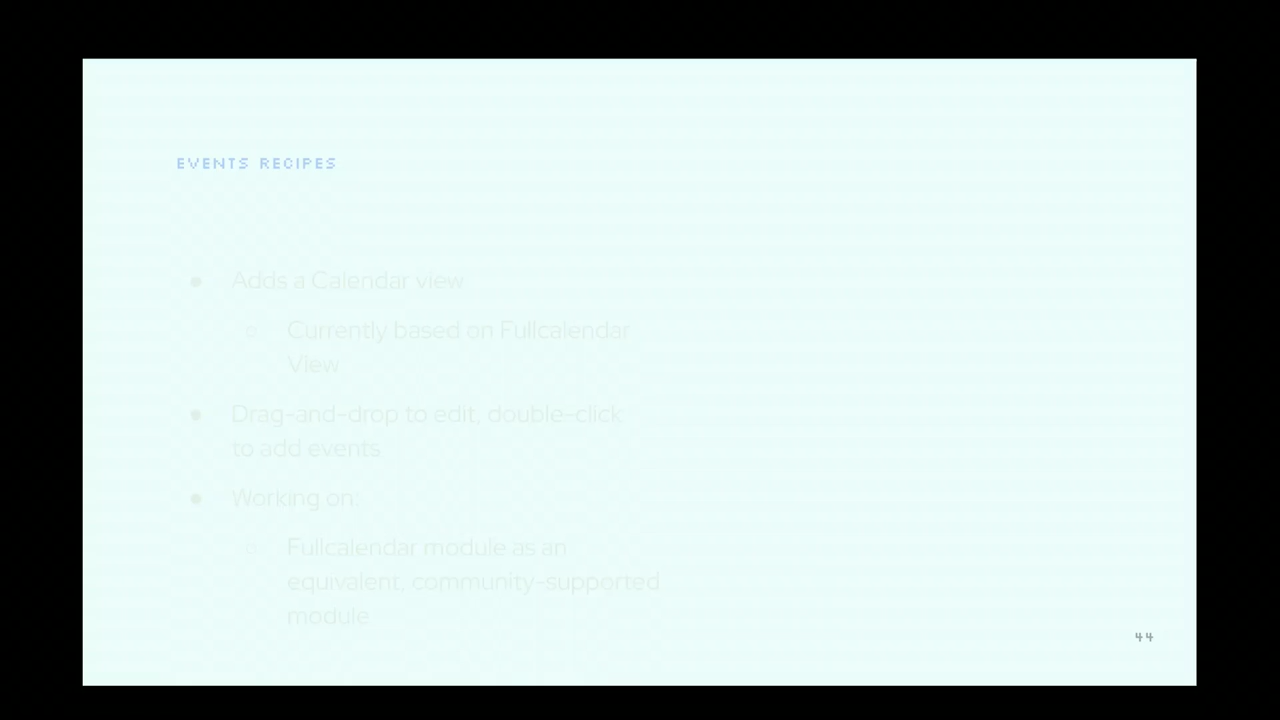 EVENTS RECIPES
● Adds a Calendar view
○ Currently based on Fullcalendar
View
● Drag-and-drop to edit, double-click
to add events
● Working on:
○ Fullcalendar module as an
equivalent, community-supported
module
44